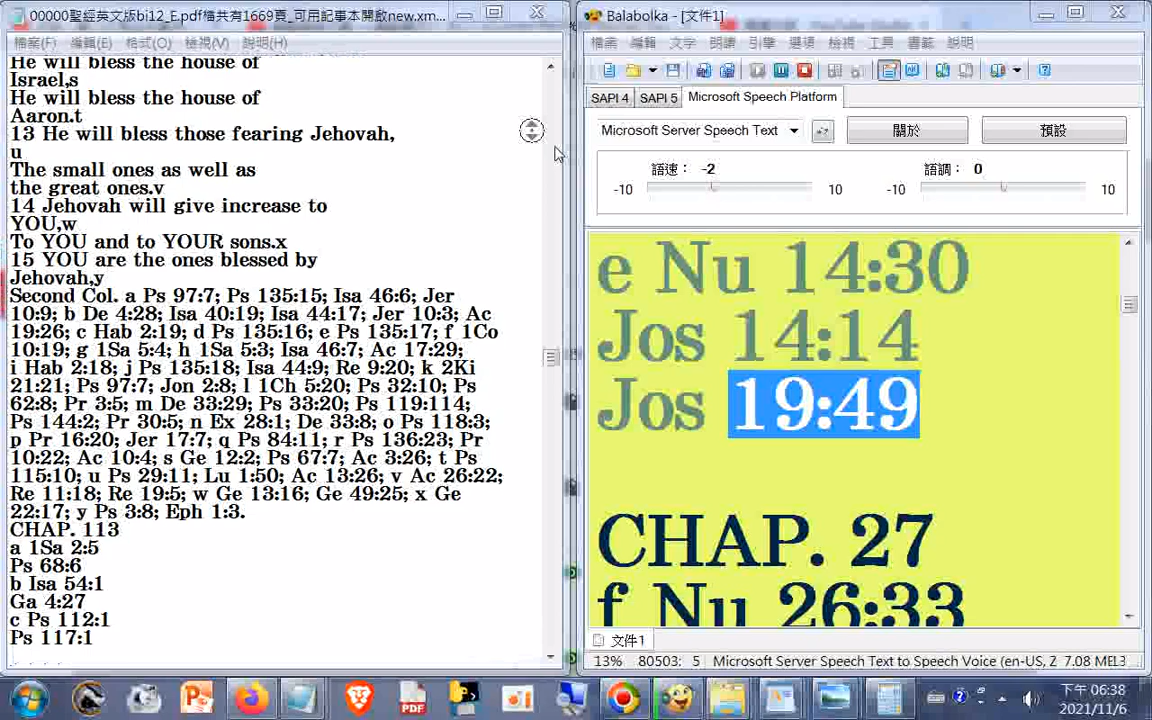 00000聖經英文版bi12_E.pdf檔共有1669頁_可用記事本開啟new.xm...
檔案(F) 編輯(E) 格式(O) 檢視(V) 說明(H)
He will bless the house of
Israel,s
He will bless the house of
Aaron.t
13 He will bless those fearing Jehovah,
u
The small ones as well as
the great ones.v
14 Jehovah will give increase to
YOU,w
To YOU and to YOUR sons.x
15 YOU are the ones blessed by
Jehovah,y
Second Col. a Ps 97:7; Ps 135:15; Isa 46:6; Jer
10:9; b De 4:28; Isa 40:19; Isa 44:17; Jer 10:3; Ac
19:26; c Hab 2:19; d Ps 135:16; e Ps 135:17; f 1Co
10:19; g 1Sa 5:4; h 1Sa 5:3; Isa 46:7; Ac 17:29;
i Hab 2:18; j Ps 135:18; Isa 44:9; Re 9:20; k 2Ki
21:21; Ps 97:7; Jon 2:8; l 1Ch 5:20; Ps 32:10; Ps
62:8; Pr 3:5; m De 33:29; Ps 33:20; Ps 119:114;
Ps 144:2; Pr 30:5; n Ex 28:1; De 33:8; o Ps 118:3;
p Pr 16:20; Jer 17:7; q Ps 84:11; r Ps 136:23; Pr
10:22; Ac 10:4; s Ge 12:2; Ps 67:7; Ac 3:26; t Ps
115:10; u Ps 29:11; Lu 1:50; Ac 13:26; v Ac 26:22;
Re 11:18; Re 19:5; w Ge 13:16; Ge 49:25; x Ge
22:17; y Ps 3:8; Eph 1:3.
CHAP. 113
a 1Sa 2:5
Ps 68:6
b Isa 54:1
Ga 4:27
c Ps 112:1
Ps 117:1
Balabolka - [文件1]
檔案 編輯 文字 朗讀 引擎 選項 檢視 工具 書籤 說明
SAPI 4 SAPI 5 Microsoft Speech Platform
Microsoft Server Speech Text 關於 預設
語速： -2 語調： 0
-10 10 -10 10
e Nu 14:30
Jos 14:14
Jos 19:49
CHAP. 27
f Nu 26:33
文件1
13% 80503: 5 Microsoft Server Speech Text to Speech Voice (en-US, Z 7.08 MEL3
PDF
下午 06:38
2021/11/6